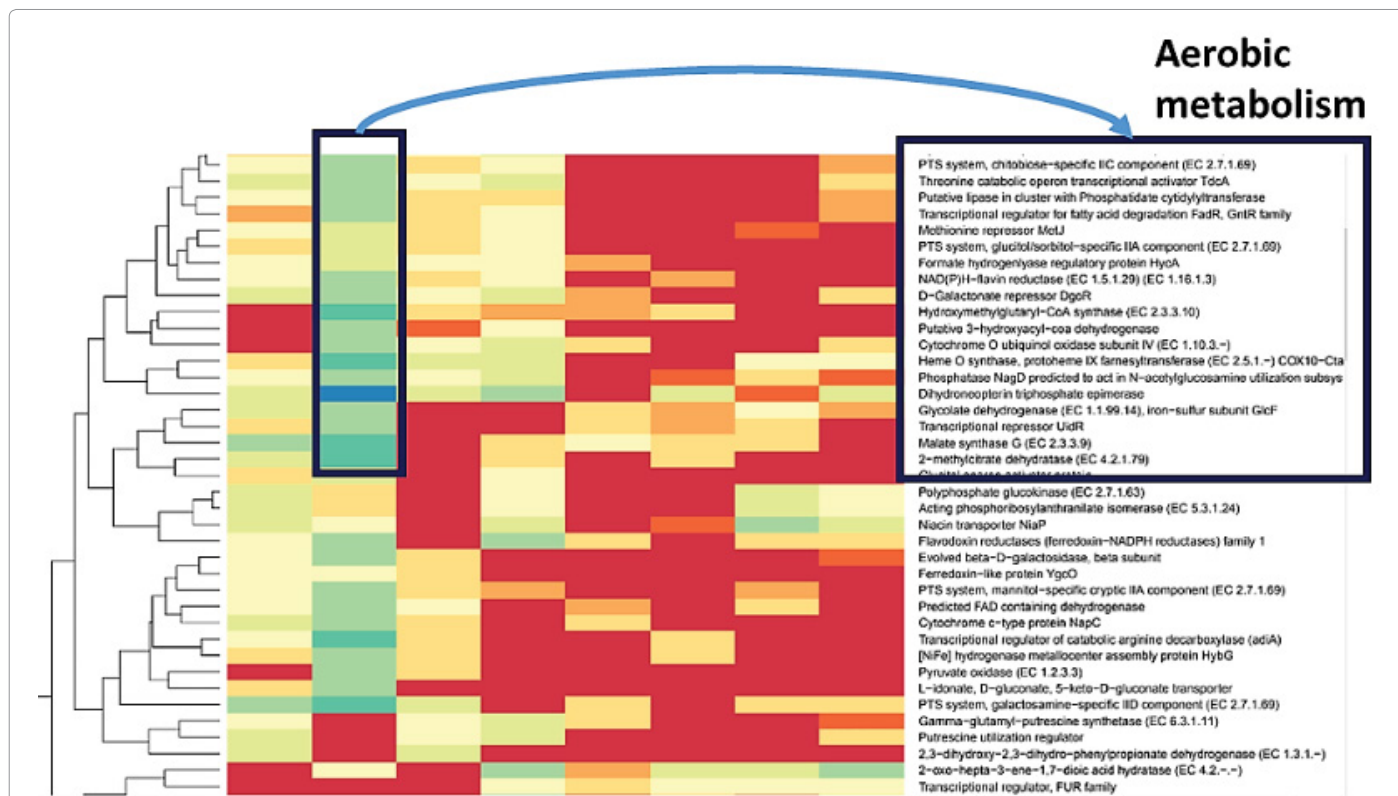 Aerobic
metabolism
PTS system, chitobiose-specific IIC component (EC 2.7.1.69)
Threonine catabolic operon transcriptional activator TdcA
Putative lipase in cluster with Phosphatidate cytidylyltransferase
Transcriptional regulator for fatty acid degradation FadR, GntR family
Methionine repressor MetJ
PTS system, glucitol/sorbitol-specific IIA component (EC 2.7.1.69)
Formate hydrogenlyase regulatory protein HycA
NAD(P)H-flavin reductase (EC 1.5.1.29) (EC 1.16.1.3)
D-Galactonate repressor DgoR
Hydroxymethylglutaryl-CoA synthase (EC 2.3.3.10)
Putative 3-hydroxyacyl-coa dehydrogenase
Cytochrome O ubiquinol oxidase subunit IV (EC 1.10.3.-)
Heme O synthase, protoheme IX farnesyltransferase (EC 2.5.1.-) COX10-Cta
Phosphatase NagD predicted to act in N-acetylglucosamine utilization subsys
Dihydroneopterin triphosphate epimerase
Glycolate dehydrogenase (EC 1.1.99.14), iron-sulfur subunit GlcF
Transcriptional repressor UidR
Malate synthase G (EC 2.3.3.9)
2-methylcitrate dehydratase (EC 4.2.1.79)
Polyphosphate glucokinase (EC 2.7.1.63)
Acting phosphoribosylanthranilate isomerase (EC 5.3.1.24)
Niacin transporter NiaP
Flavodoxin reductases (ferredoxin-NADPH reductases) family 1
Evolved beta-D-galactosidase, beta subunit
Ferredoxin-like protein YgcO
PTS system, mannitol-specific cryptic IIA component (EC 2.7.1.69)
Predicted FAD containing dehydrogenase
Cytochrome c-type protein NapC
Transcriptional regulator of catabolic arginine decarboxylase (adiA)
[NiFe] hydrogenase metallocenter assembly protein HybG
Pyruvate oxidase (EC 1.2.3.3)
L-idonate, D-gluconate, 5-keto-D-gluconate transporter
PTS system, galactosamine-specific IID component (EC 2.7.1.69)
Gamma-glutamyl-putrescine synthetase (EC 6.3.1.11)
Putrescine utilization regulator
2,3-dihydroxy-2,3-dihydro-phenylpropionate dehydrogenase (EC 1.3.1.-)
2-oxo-hepta-3-ene-1,7-dioic acid hydratase (EC 4.2.-.-)
Transcriptional regulator, FUR family